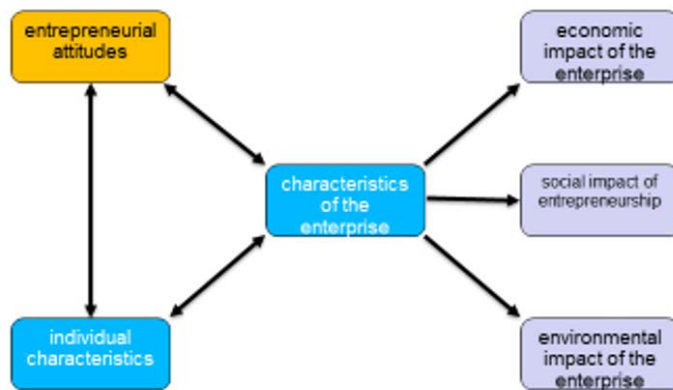 entrepreneurial
attitudes
economic
impact of the
enterprise
characteristics
of the
enterprise
social impact of
entrepreneurship
individual
characteristics
environmental
impact of the
enterprise